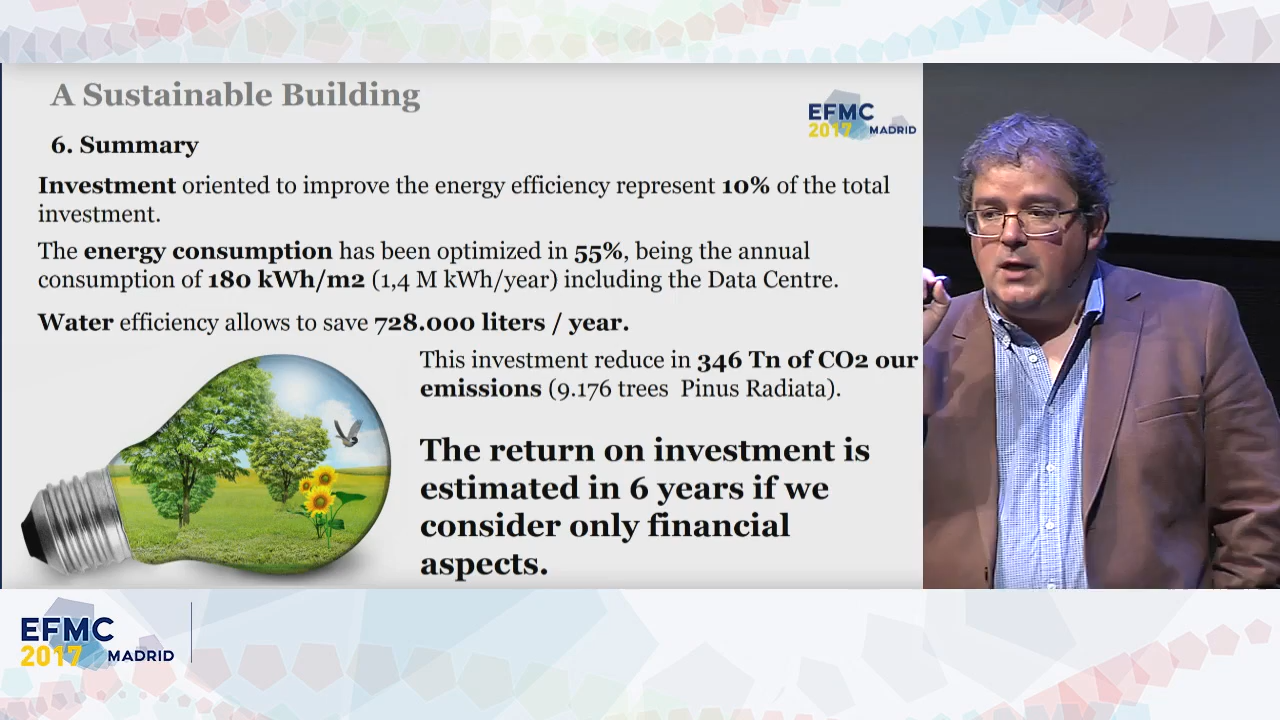 A Sustainable Building
EFMC
2017 MADRID
6. Summary
Investment oriented to improve the energy efficiency represent 10% of the total
investment.
The energy consumption has been optimized in 55%, being the annual
consumption of 180 kWh/m2 (1,4 M kWh/year) including the Data Centre.
Water efficiency allows to save 728.000 liters / year.
This investment reduce in 346 Tn of CO2 our
emissions (9.176 trees Pinus Radiata).
The return on investment is
estimated in 6 years if we
consider only financial
aspects.
EFMC
2017 MADRID